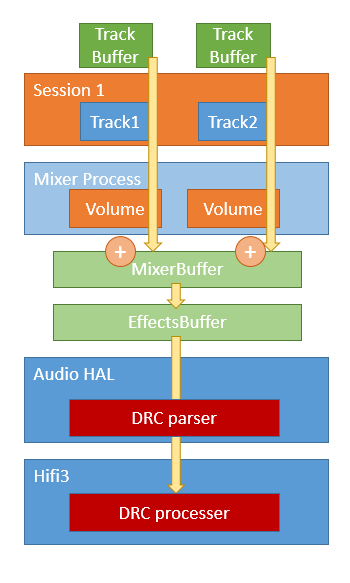 Track
Buffer
Track
Buffer
Session 1
Track1
Track2
Mixer Process
Volume
Volume
+
+
MixerBuffer
EffectsBuffer
Audio HAL
DRC parser
Hifi3
DRC processer